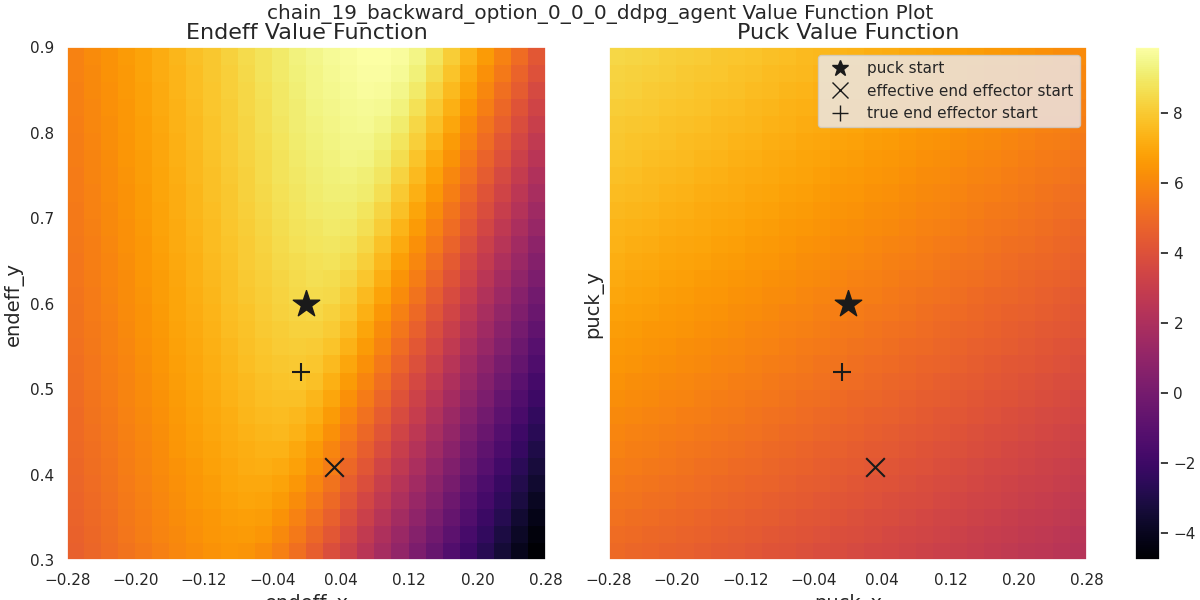 chain_19_backward_option_0_0_0_ddpg_agent Value Function Plot
Endeff Value Function
Puck Value Function
puck start
effective end effector start
true end effector start
endeff_y
0.9
0.8
0.7
0.6
0.5
0.4
0.3
−0.28 −0.20 −0.12 −0.04 0.04 0.12 0.20 0.28
endeff_x
puck_y
−0.28 −0.20 −0.12 −0.04 0.04 0.12 0.20 0.28
puck_x
8
6
4
2
0
−2
−4